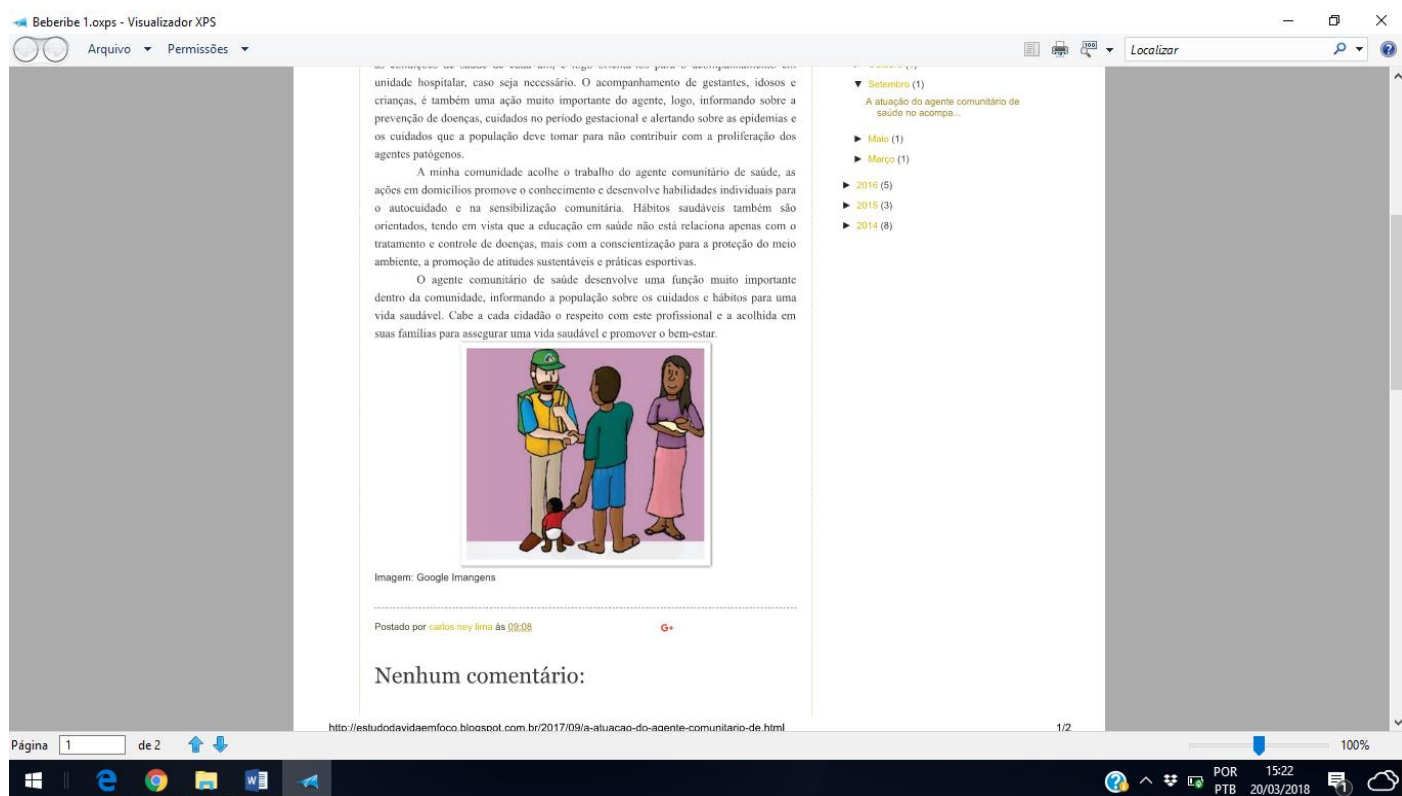 Beberibe 1.oxps - Visualizador XPS
Arquivo Permissões
Localizar
unidade hospitalar, caso seja necessário. O acompanhamento de gestantes, idosos e
crianças, é também uma ação muito importante do agente, logo, informando sobre a
prevenção de doenças, cuidados no período gestacional e alertando sobre as epidemias e
os cuidados que a população deve tomar para não contribuir com a proliferação dos
agentes patógenos.
A minha comunidade acolhe o trabalho do agente comunitário de saúde, as
ações em domicílios promove o conhecimento e desenvolve habilidades individuais para
o autocuidado e na sensibilização comunitária. Hábitos saudáveis também são
orientados, tendo em vista que a educação em saúde não está relaciona apenas com o
tratamento e controle de doenças, mais com a conscientização para a proteção do meio
ambiente, a promoção de atitudes sustentáveis e práticas esportivas.
O agente comunitário de saúde desenvolve uma função muito importante
dentro da comunidade, informando a população sobre os cuidados e hábitos para uma
vida saudável. Cabe a cada cidadão o respeito com este profissional e a acolhida em
suas famílias para assegurar uma vida saudável e promover o bem-estar.
Imagem: Google Imangens
Postado por carlos ney lima às 09:08
G+
Nenhum comentário:
Setembro (1)
A atuação do agente comunitário de
saúde no acompa...
Maio (1)
Março (1)
2016 (5)
2015 (3)
2014 (8)
http://estudodavidaemfoco.blogspot.com.br/2017/09/a-atuacao-do-agente-comunitario-de.html 1/2
Página 1 de 2
100%
POR 15:22
PTB 20/03/2018